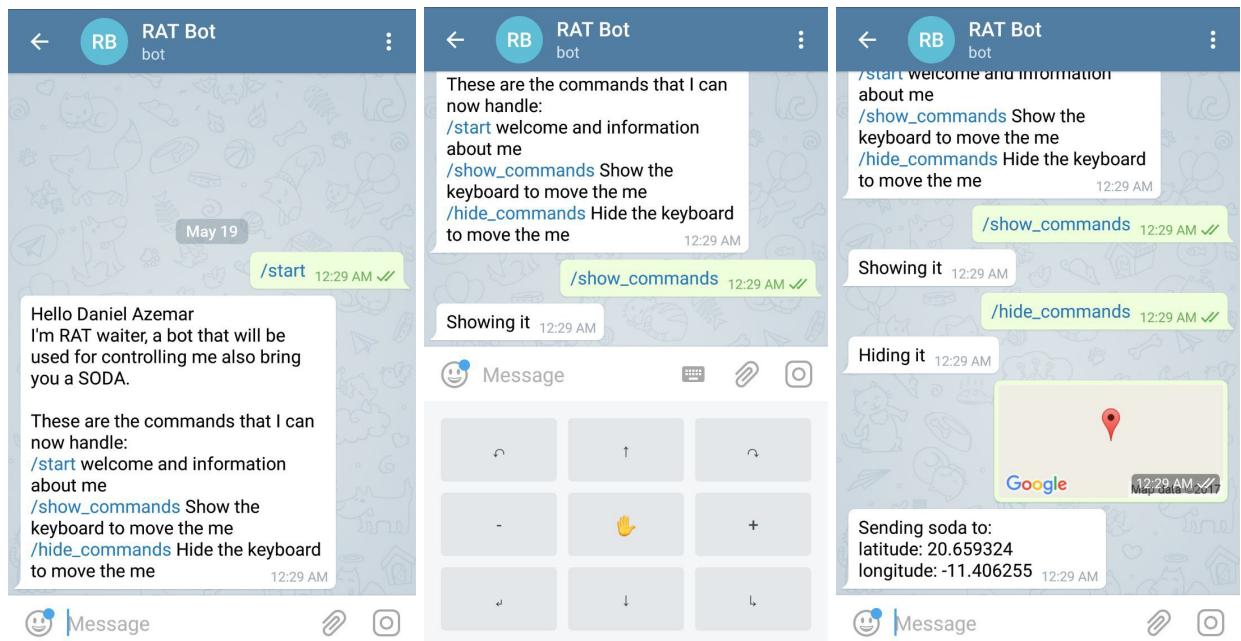 RB
RAT Bot
bot
May 19
/start 12:29 AM
Hello Daniel Azemar
I'm RAT waiter, a bot that will be
used for controlling me also bring
you a SODA.
These are the commands that I can
now handle:
/start welcome and information
about me
/show_commands Show the
keyboard to move the me
/hide_commands Hide the keyboard
to move the me 12:29 AM
Message
RB
RAT Bot
bot
These are the commands that I can
now handle:
/start welcome and information
about me
/show_commands Show the
keyboard to move the me
/hide_commands Hide the keyboard
to move the me 12:29 AM
/show_commands 12:29 AM
Showing it 12:29 AM
Message
↶ ↑ ↷
- ✋ +
↲ ↓ ↳
RB
RAT Bot
bot
/start welcome and information
about me
/show_commands Show the
keyboard to move the me
/hide_commands Hide the keyboard
to move the me 12:29 AM
/show_commands 12:29 AM
Showing it 12:29 AM
/hide_commands 12:29 AM
Hiding it 12:29 AM
Google 12:29 AM
Map data ©2017
Sending soda to:
latitude: 20.659324
longitude: -11.406255 12:29 AM
Message